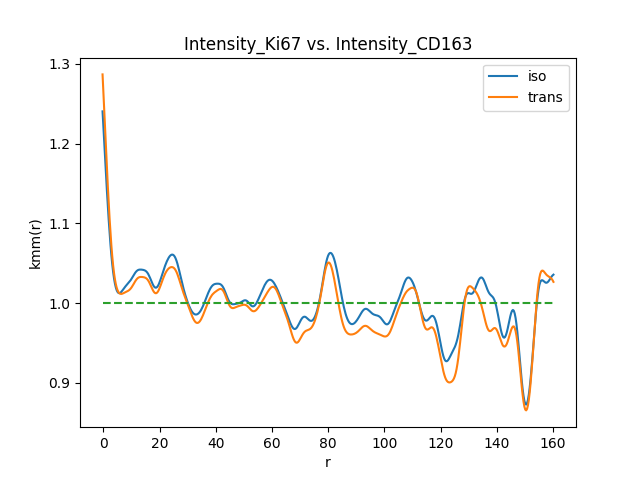 Intensity_Ki67 vs. Intensity_CD163
iso
trans
kmm(r)
1.3
1.2
1.1
1.0
0.9
0 20 40 60 80 100 120 140 160
r